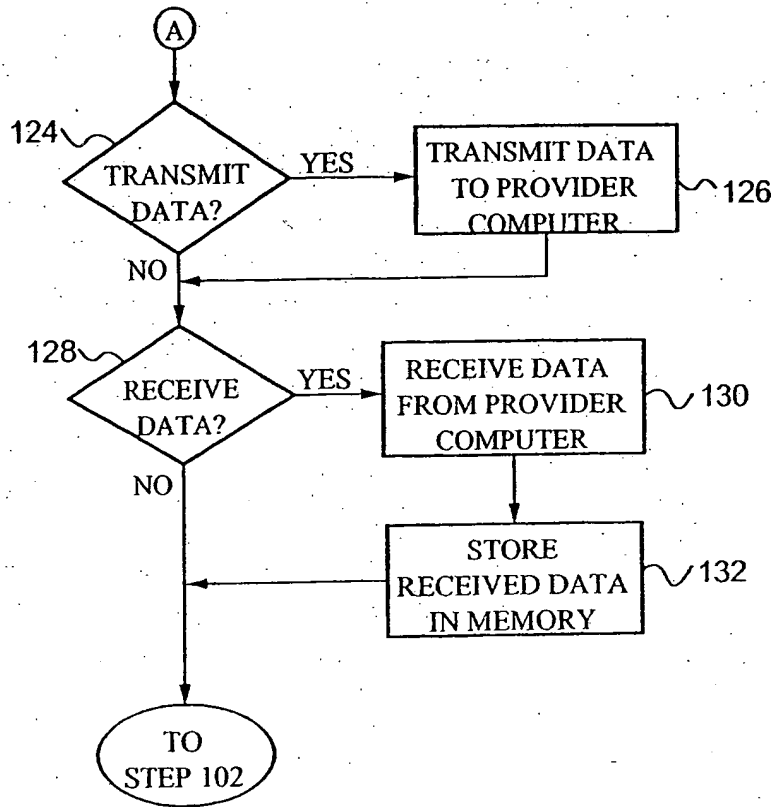 A
124
TRANSMIT
DATA?
YES
TRANSMIT DATA
TO PROVIDER
COMPUTER
126
NO
128
RECEIVE
DATA?
YES
RECEIVE DATA
FROM PROVIDER
COMPUTER
130
NO
STORE
RECEIVED DATA
IN MEMORY
132
TO
STEP 102